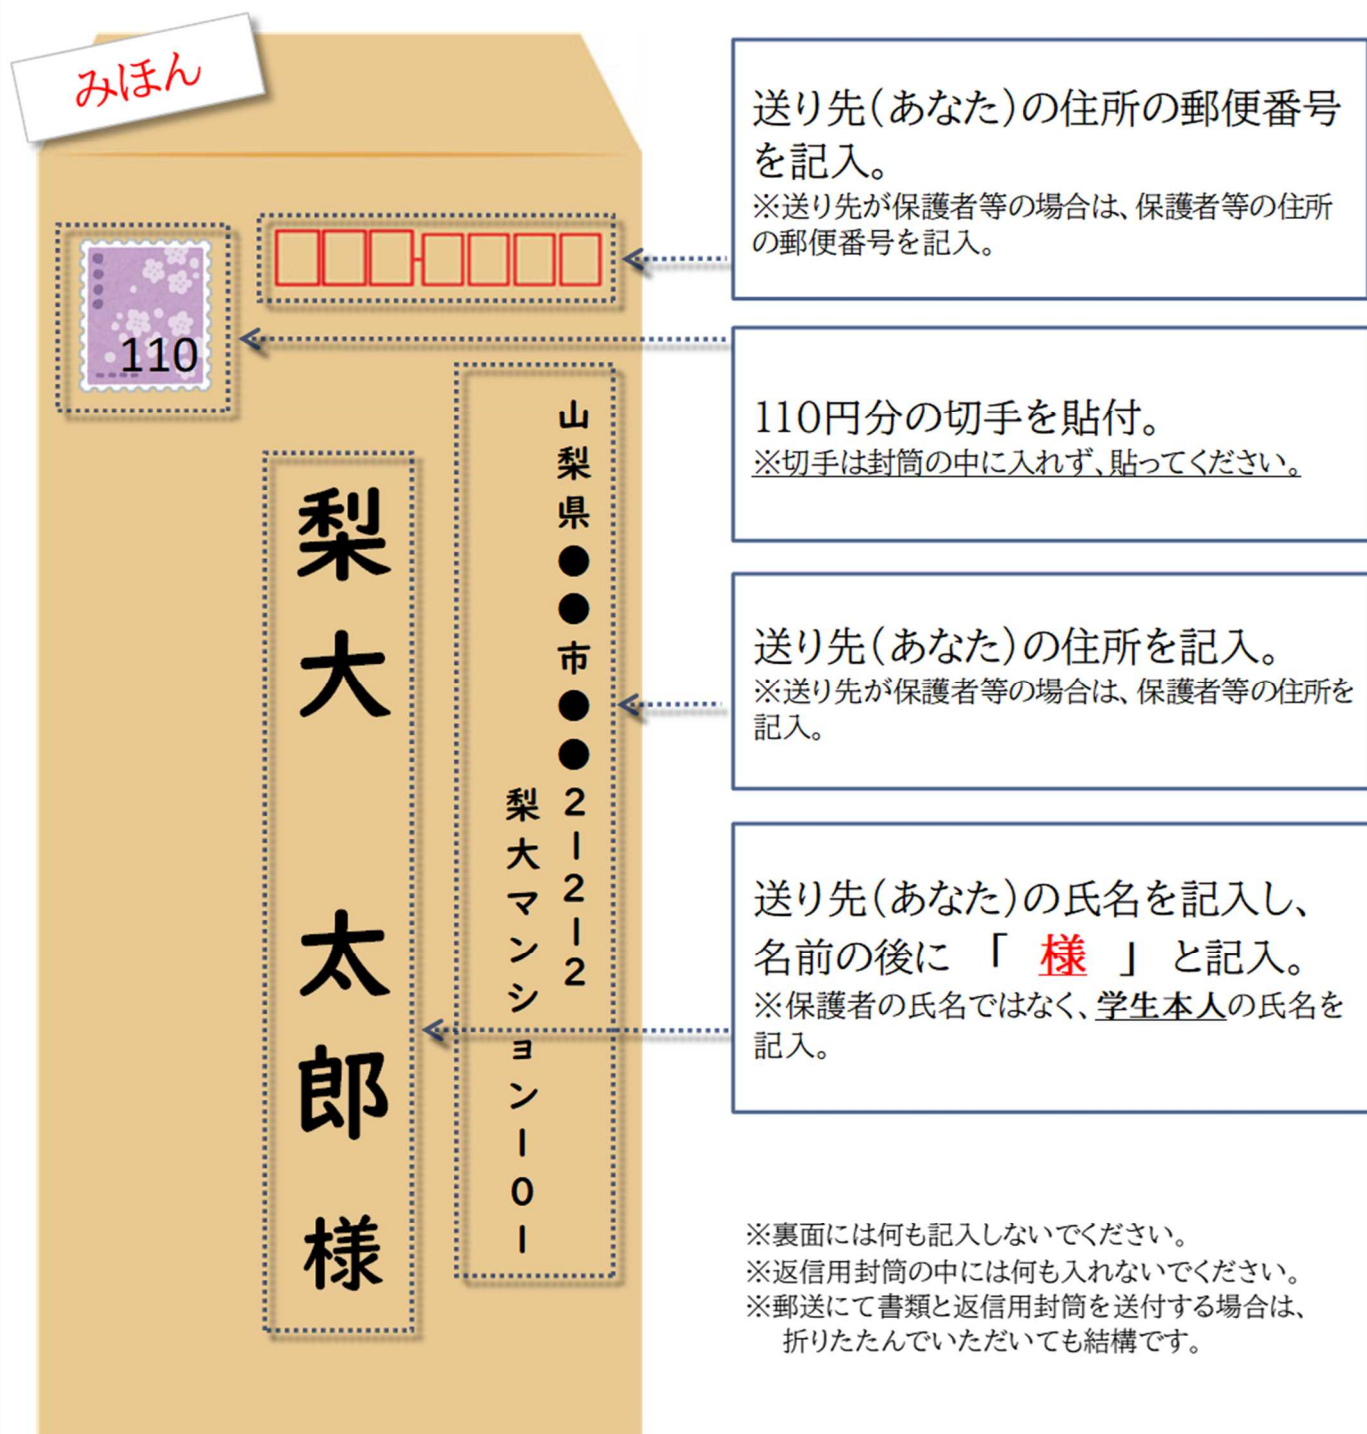 みほん
110
山梨県●●市●●2-2-2
梨大マンション101
梨大 太郎 様
送り先(あなた)の住所の郵便番号
を記入。
※送り先が保護者等の場合は、保護者等の住所
の郵便番号を記入。
110円分の切手を貼付。
※切手は封筒の中に入れず、貼ってください。
送り先(あなた)の住所を記入。
※送り先が保護者等の場合は、保護者等の住所を
記入。
送り先(あなた)の氏名を記入し、
名前の後に 「 様 」 と記入。
※保護者の氏名ではなく、学生本人の氏名を
記入。
※裏面には何も記入しないでください。
※返信用封筒の中には何も入れないでください。
※郵送にて書類と返信用封筒を送付する場合は、
折りたたんでいただいても結構です。